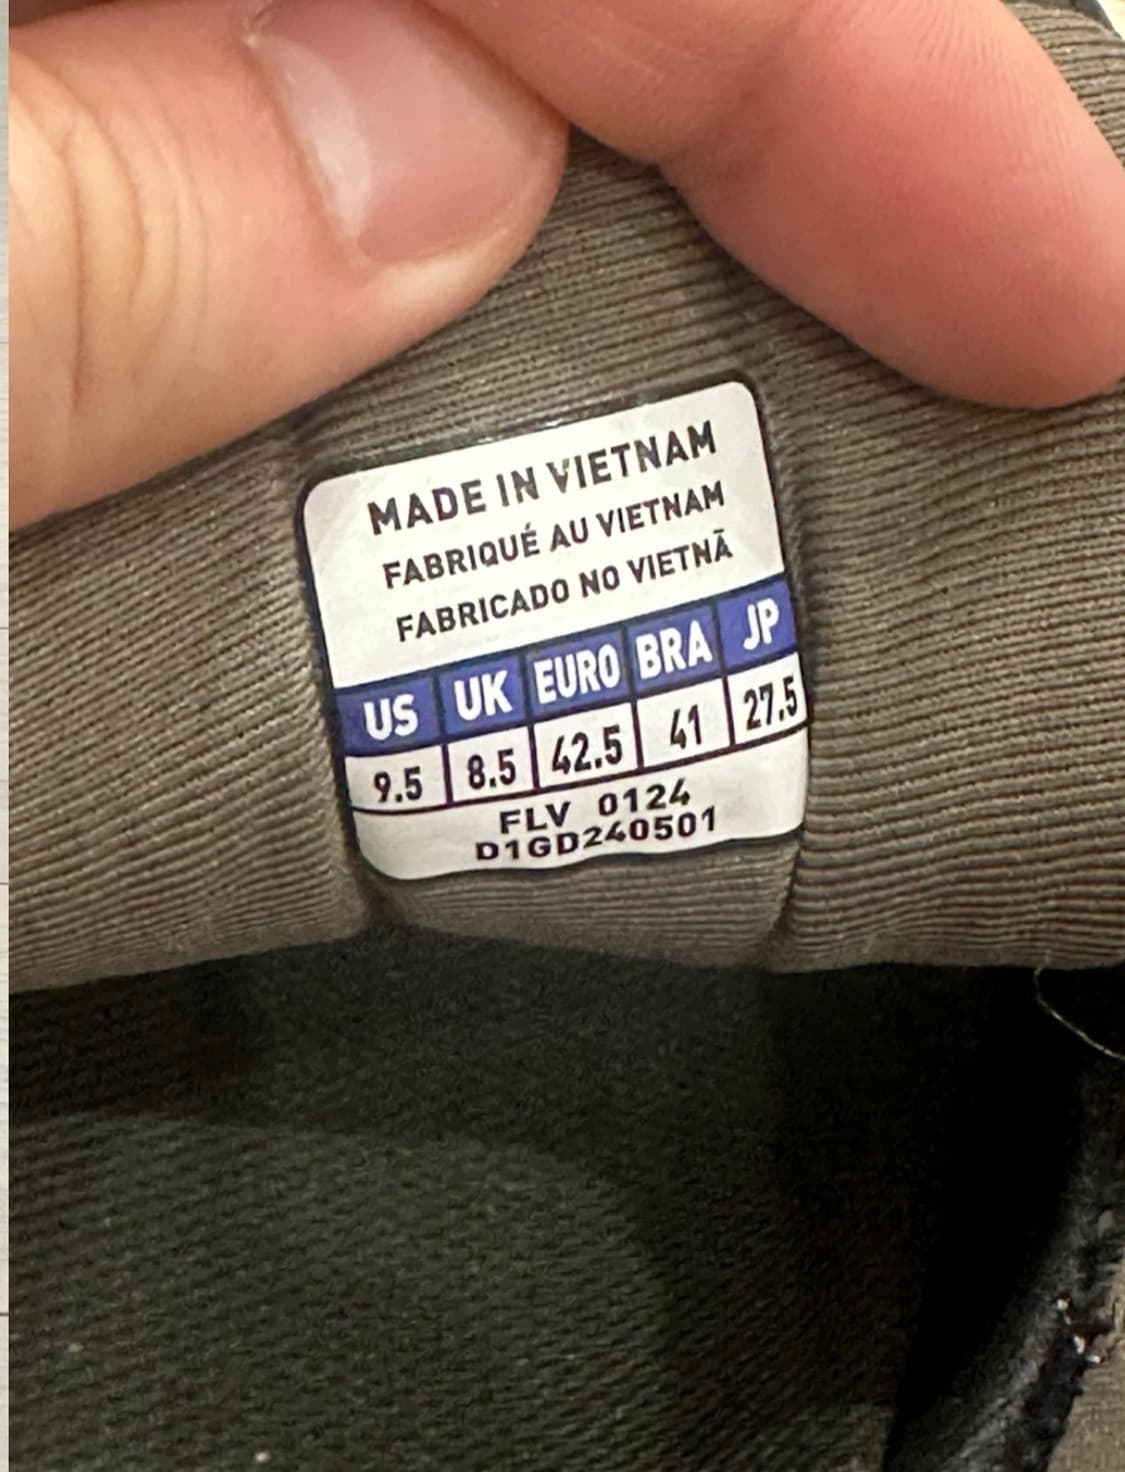 MADE IN VIETNAM
FABRIQUÉ AU VIETNAM
FABRICADO NO VIETNÃ
US UK EURO BRA JP
9.5 8.5 42.5 41 27.5
FLV 0124
D1GD240501